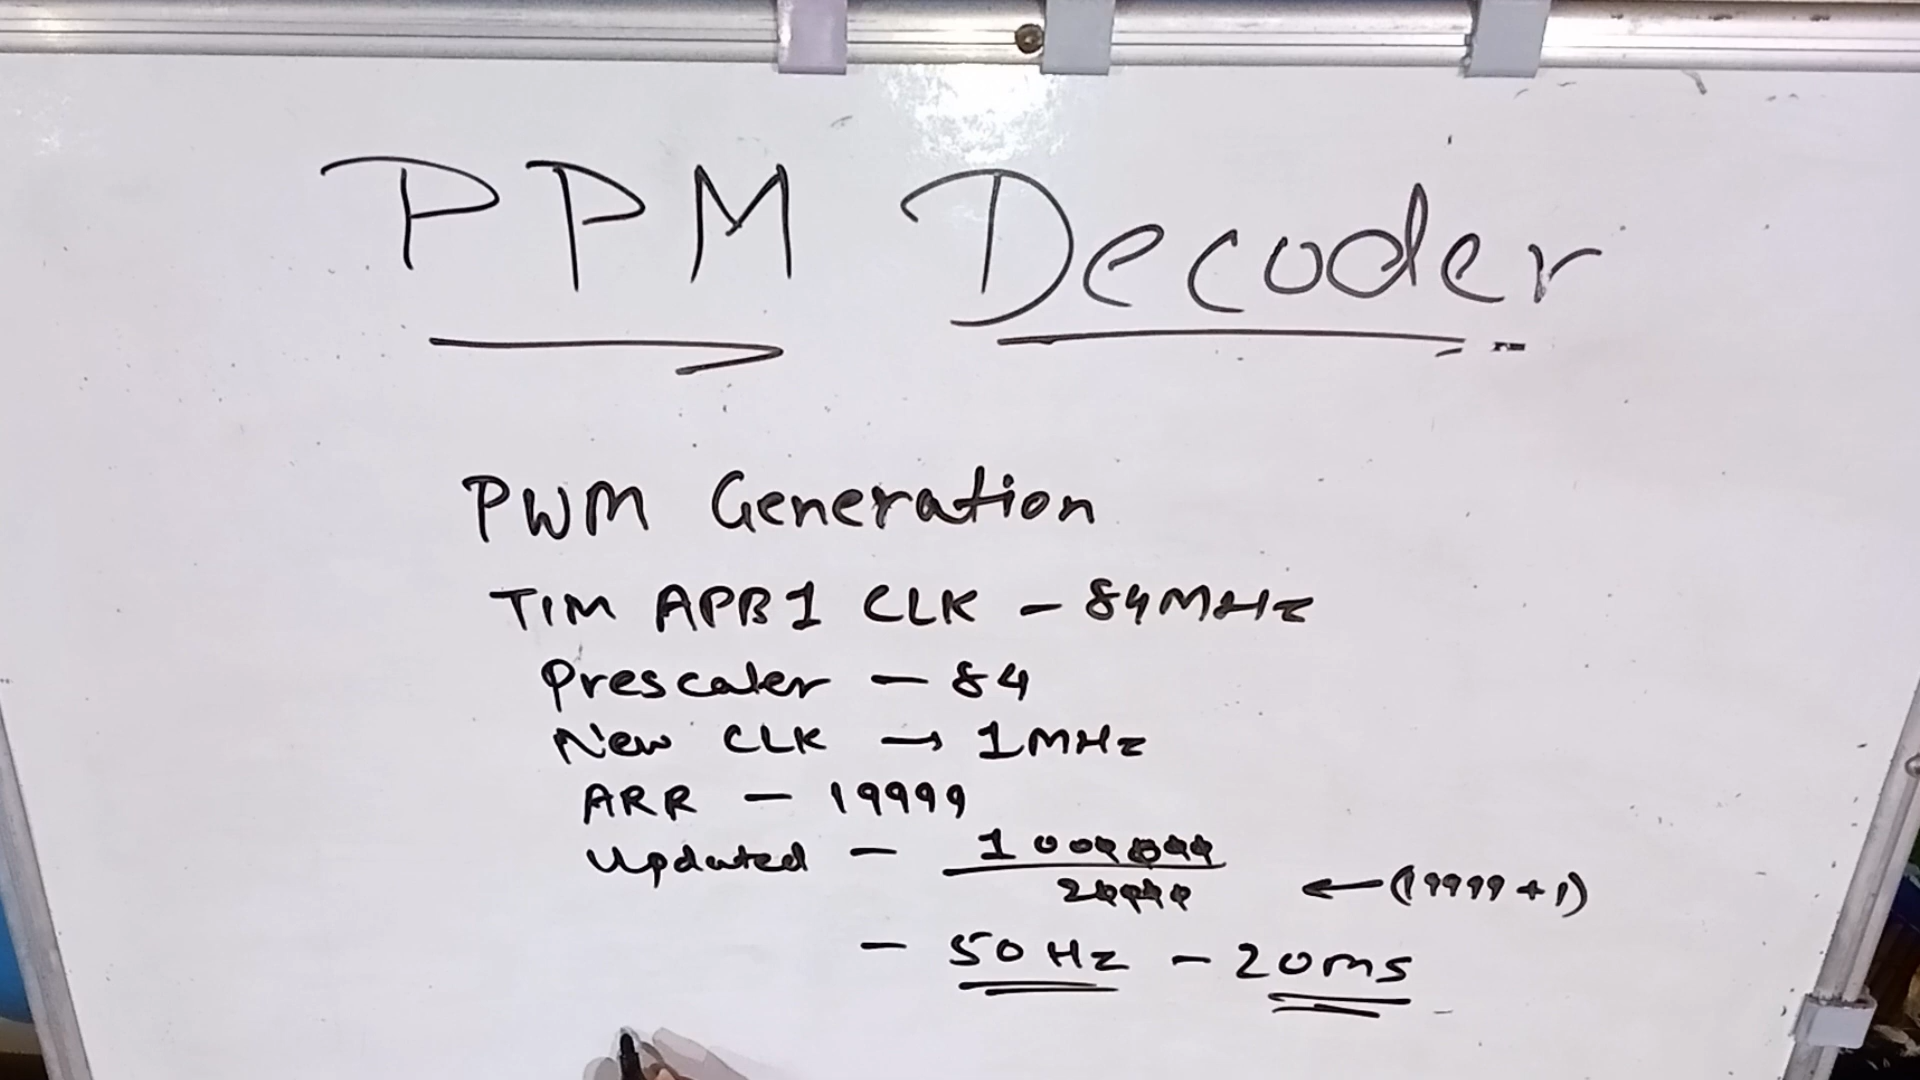 PPM Decoder
PWM Generation
TIM APB1 CLK - 84MHz
Prescaler - 84
New CLK → 1MHz
ARR - 19999
Updated - 1000000
20000 ← (19999+1)
- 50Hz - 20ms